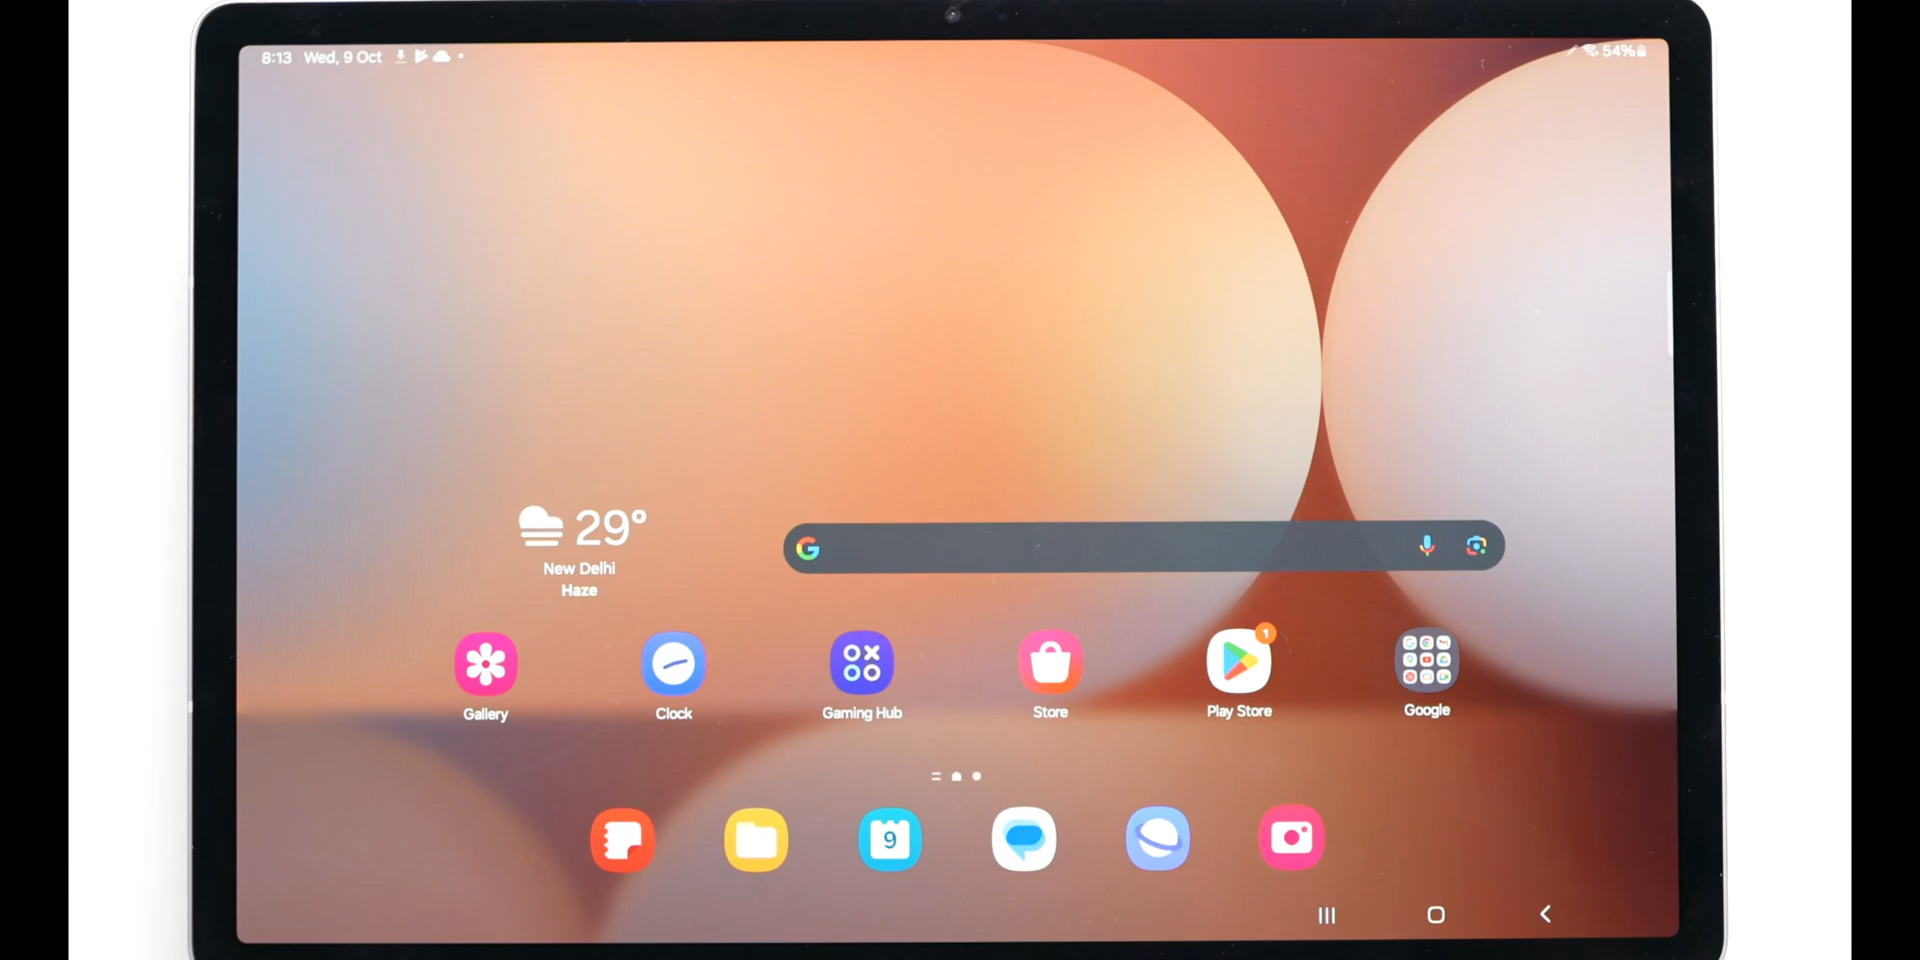 8:13 Wed, 9 Oct
54%
29°
New Delhi
Haze
1
Gallery
Clock
Gaming Hub
Store
Play Store
Google
9